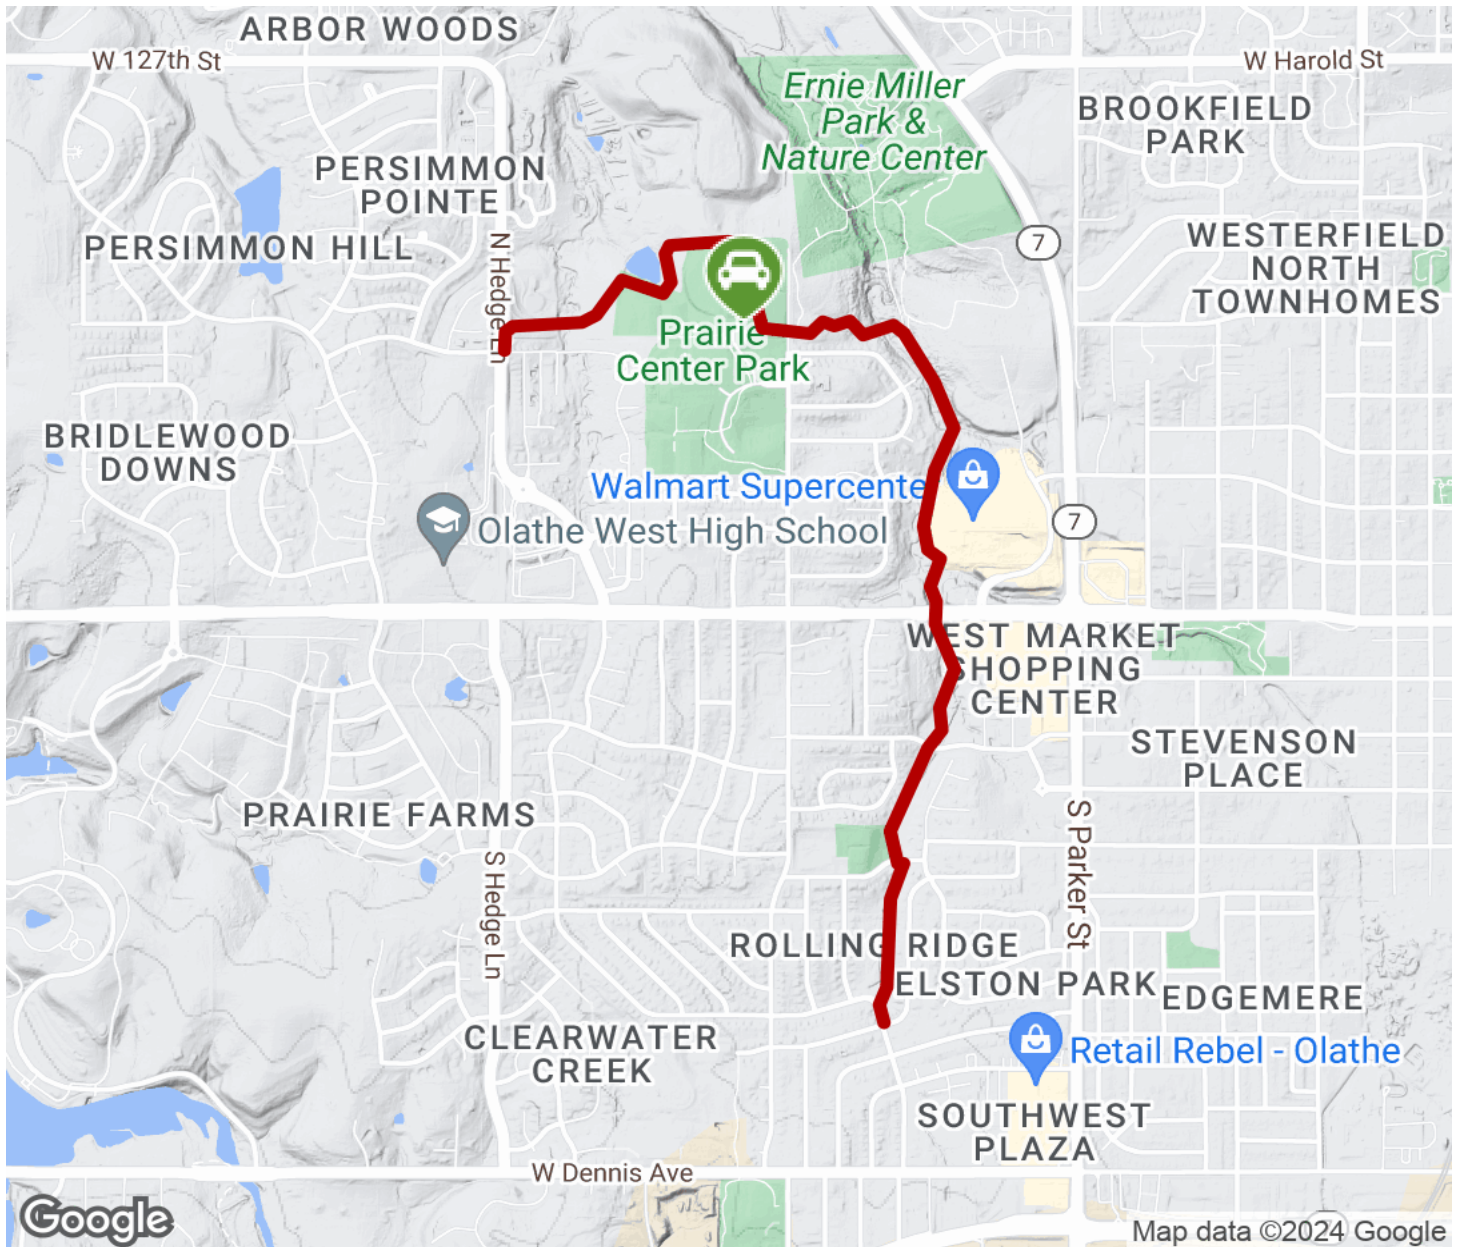 ARBOR WOODS
W 127th St
W Harold St
Ernie Miller
Park &
Nature Center
BROOKFIELD
PARK
PERSIMMON
POINTE
PERSIMMON HILL
N Hedge Ln
7
WESTERFIELD
NORTH
TOWNHOMES
Prairie
Center Park
BRIDLEWOOD
DOWNS
Walmart Supercenter
Olathe West High School
7
WEST MARKET
SHOPPING
CENTER
STEVENSON
PLACE
PRAIRIE FARMS
S Parker St
S Hedge Ln
ROLLING RIDGE
ELSTON PARK
EDGEMERE
CLEARWATER
CREEK
Retail Rebel - Olathe
SOUTHWEST
PLAZA
W Dennis Ave
Google
Map data ©2024 Google